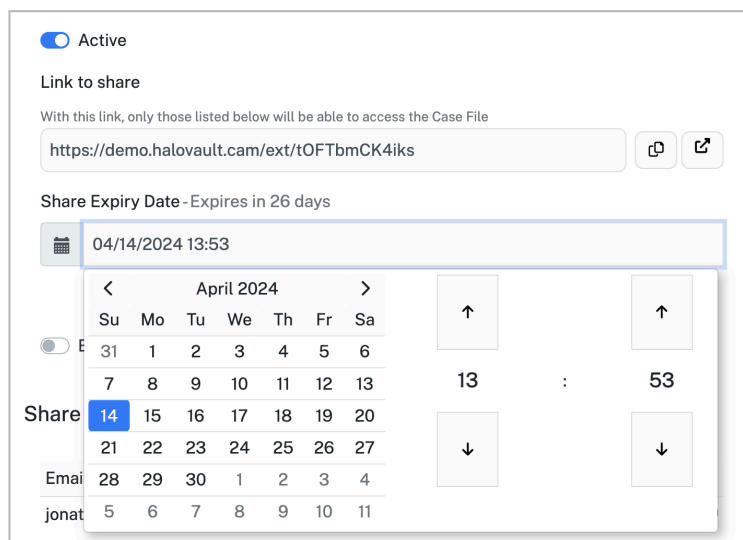 Active
Link to share
With this link, only those listed below will be able to access the Case File
https://demo.halovault.cam/ext/tOFTbmCK4iks
Share Expiry Date - Expires in 26 days
04/14/2024 13:53
April 2024
Su Mo Tu We Th Fr Sa
31 1 2 3 4 5 6
7 8 9 10 11 12 13
14 15 16 17 18 19 20
21 22 23 24 25 26 27
28 29 30 1 2 3 4
5 6 7 8 9 10 11
13 : 53
Share
Emai
jonat